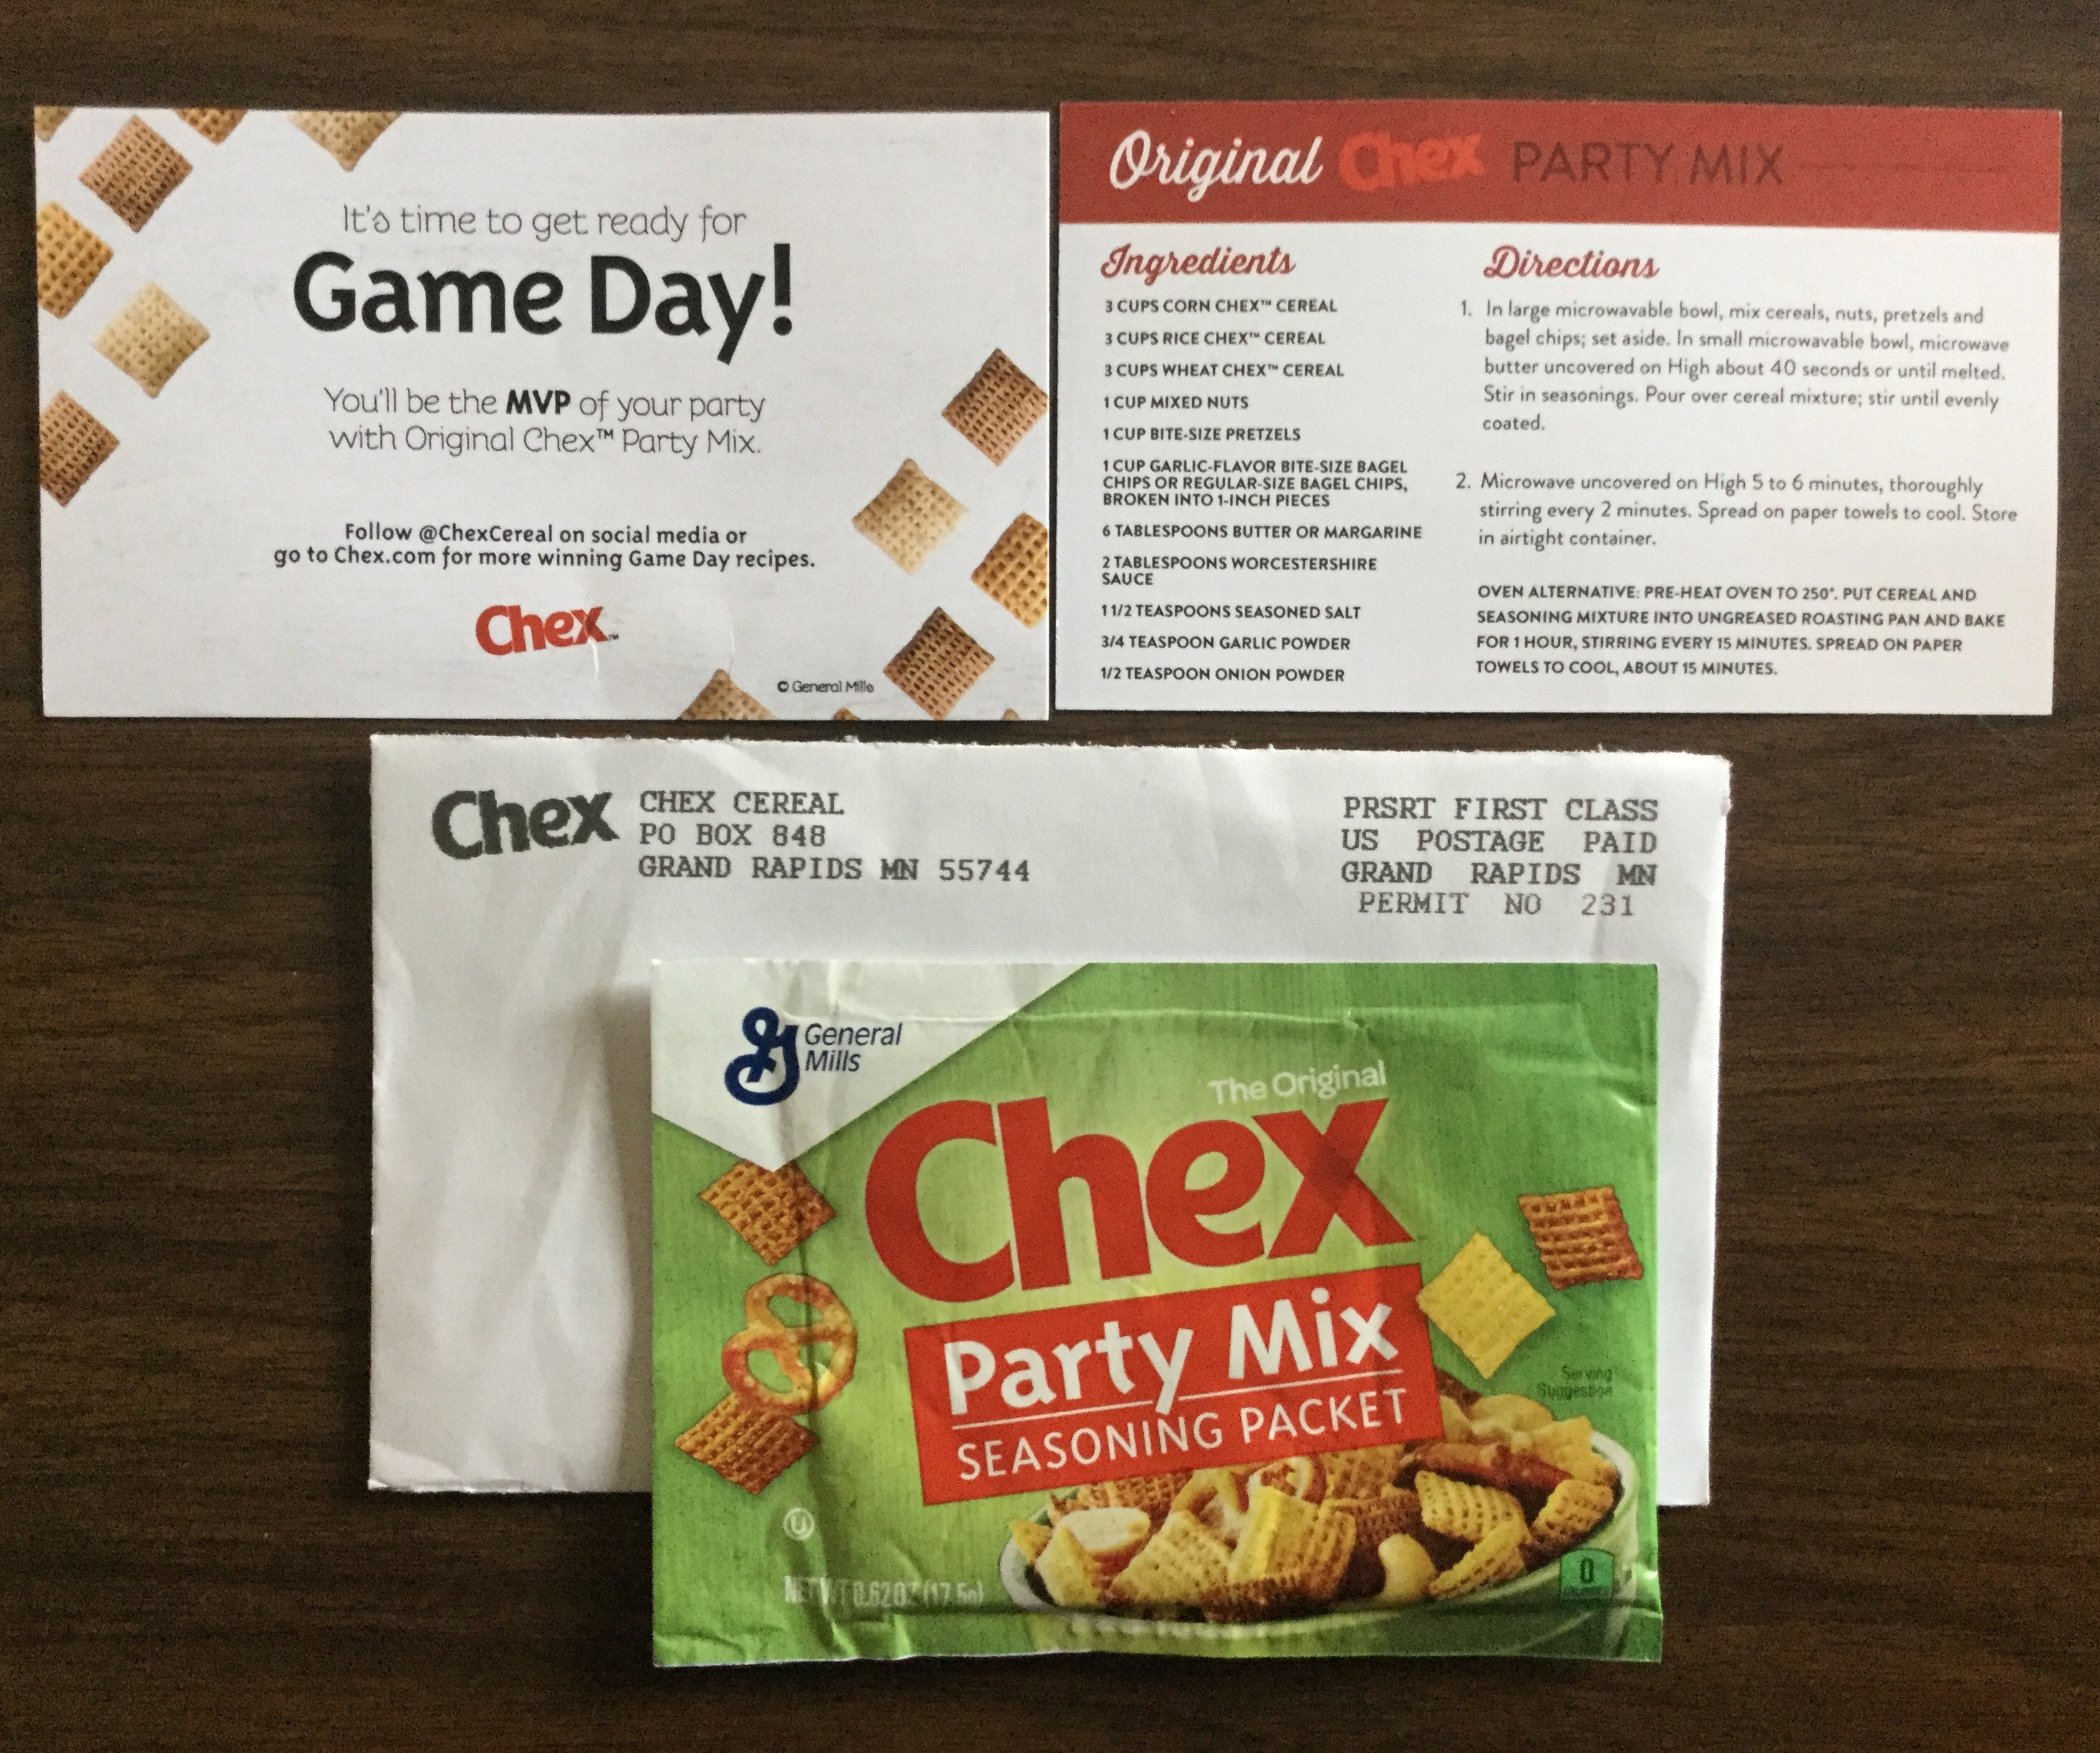 It's time to get ready for
Game Day!
You'll be the MVP of your party
with Original Chex™ Party Mix.
Follow @ChexCereal on social media or
go to Chex.com for more winning Game Day recipes.
Chex™
© General Mills
Original Chex PARTY MIX
Ingredients
3 CUPS CORN CHEX™ CEREAL
3 CUPS RICE CHEX™ CEREAL
3 CUPS WHEAT CHEX™ CEREAL
1 CUP MIXED NUTS
1 CUP BITE-SIZE PRETZELS
1 CUP GARLIC-FLAVOR BITE-SIZE BAGEL
CHIPS OR REGULAR-SIZE BAGEL CHIPS,
BROKEN INTO 1-INCH PIECES
6 TABLESPOONS BUTTER OR MARGARINE
2 TABLESPOONS WORCESTERSHIRE
SAUCE
1 1/2 TEASPOONS SEASONED SALT
3/4 TEASPOON GARLIC POWDER
1/2 TEASPOON ONION POWDER
Directions
1. In large microwavable bowl, mix cereals, nuts, pretzels and
bagel chips; set aside. In small microwavable bowl, microwave
butter uncovered on High about 40 seconds or until melted.
Stir in seasonings. Pour over cereal mixture; stir until evenly
coated.
2. Microwave uncovered on High 5 to 6 minutes, thoroughly
stirring every 2 minutes. Spread on paper towels to cool. Store
in airtight container.
OVEN ALTERNATIVE: PRE-HEAT OVEN TO 250°. PUT CEREAL AND
SEASONING MIXTURE INTO UNGREASED ROASTING PAN AND BAKE
FOR 1 HOUR, STIRRING EVERY 15 MINUTES. SPREAD ON PAPER
TOWELS TO COOL, ABOUT 15 MINUTES.
Chex
CHEX CEREAL
PO BOX 848
GRAND RAPIDS MN 55744
PRSRT FIRST CLASS
US POSTAGE PAID
GRAND RAPIDS MN
PERMIT NO 231
General
Mills
The Original
Chex
Party Mix
SEASONING PACKET
Serving
Suggestion
U
NET WT 0.62 OZ (17.5g)
0